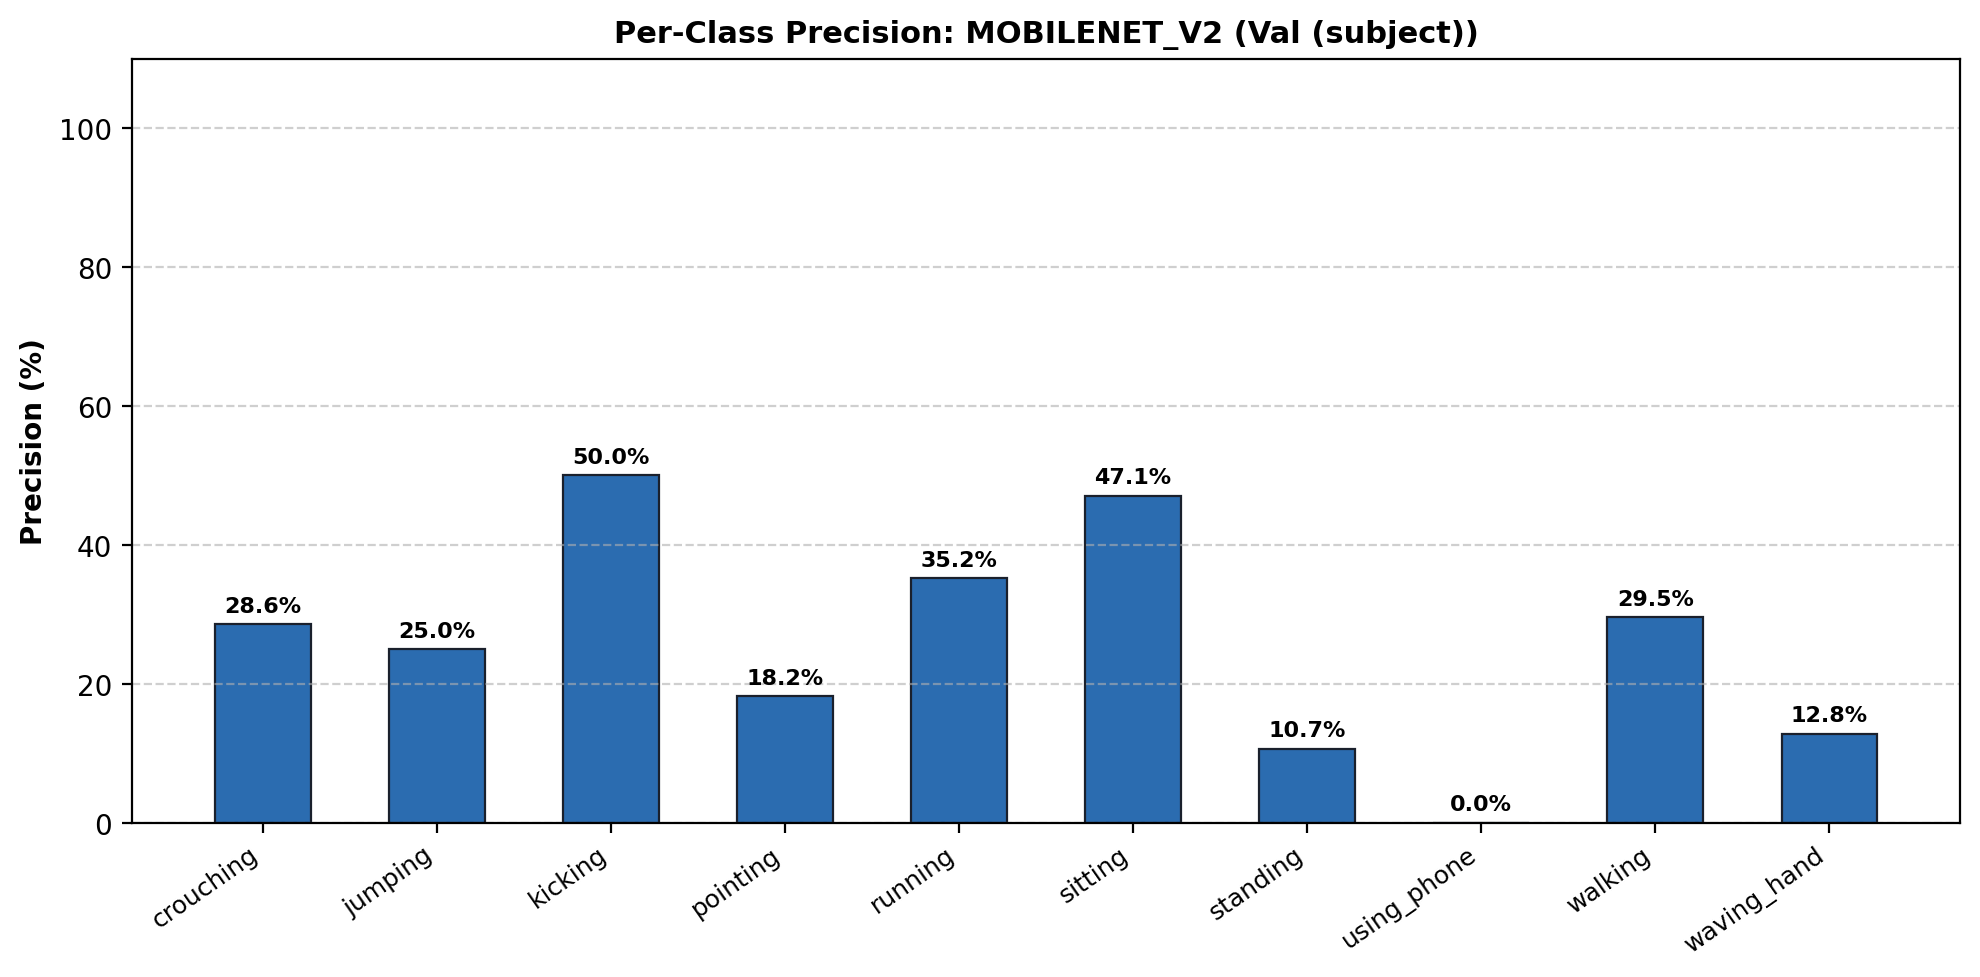 Per-Class Precision: MOBILENET_V2 (Val (subject))
Precision (%)
100
80
60
40
20
0
28.6%
25.0%
50.0%
18.2%
35.2%
47.1%
10.7%
0.0%
29.5%
12.8%
crouching
jumping
kicking
pointing
running
sitting
standing
using_phone
walking
waving_hand